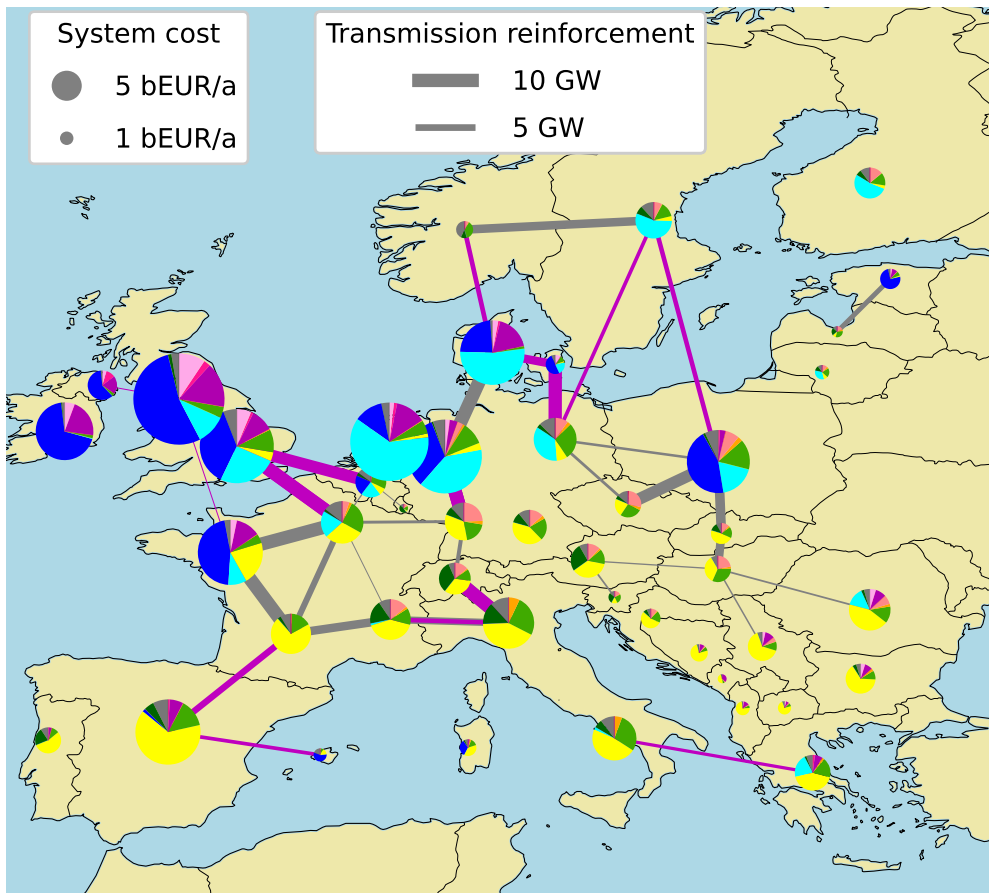 System cost
5 bEUR/a
1 bEUR/a
Transmission reinforcement
10 GW
5 GW